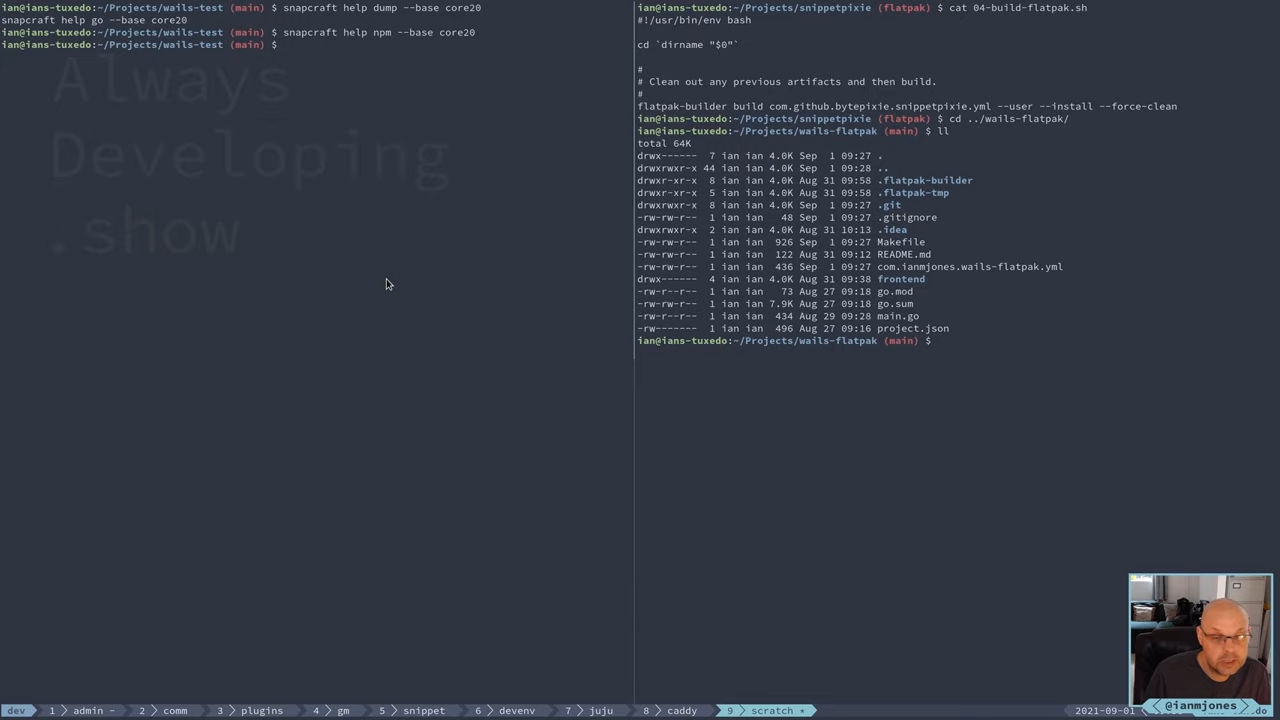 ian@ians-tuxedo:~/Projects/wails-test (main) $ snapcraft help dump --base core20
snapcraft help go --base core20
ian@ians-tuxedo:~/Projects/wails-test (main) $ snapcraft help npm --base core20
ian@ians-tuxedo:~/Projects/wails-test (main) $
Always
Developing
.show
ian@ians-tuxedo:~/Projects/snippetpixie (flatpak) $ cat 04-build-flatpak.sh
#!/usr/bin/env bash
cd `dirname "$0"`
#
# Clean out any previous artifacts and then build.
#
flatpak-builder build com.github.bytepixie.snippetpixie.yml --user --install --force-clean
ian@ians-tuxedo:~/Projects/snippetpixie (flatpak) $ cd ../wails-flatpak/
ian@ians-tuxedo:~/Projects/wails-flatpak (main) $ ll
total 64K
drwx------  7 ian ian 4.0K Sep  1 09:27 .
drwxrwxr-x 44 ian ian 4.0K Sep  1 09:28 ..
drwxr-xr-x  8 ian ian 4.0K Aug 31 09:58 .flatpak-builder
drwxr-xr-x  5 ian ian 4.0K Aug 31 09:58 .flatpak-tmp
drwxrwxr-x  8 ian ian 4.0K Sep  1 09:27 .git
-rw-rw-r--  1 ian ian   48 Sep  1 09:27 .gitignore
drwxrwxr-x  2 ian ian 4.0K Aug 31 10:13 .idea
-rw-rw-r--  1 ian ian  926 Sep  1 09:27 Makefile
-rw-rw-r--  1 ian ian  122 Aug 31 09:12 README.md
-rw-rw-r--  1 ian ian  436 Sep  1 09:27 com.ianmjones.wails-flatpak.yml
drwx------  4 ian ian 4.0K Aug 31 09:38 frontend
-rw-rw-r--  1 ian ian   73 Aug 27 09:18 go.mod
-rw-rw-r--  1 ian ian 7.9K Aug 27 09:18 go.sum
-rw-r--r--  1 ian ian  434 Aug 29 09:28 main.go
-rw-------  1 ian ian  496 Aug 27 09:16 project.json
ian@ians-tuxedo:~/Projects/wails-flatpak (main) $
@ianmjones
dev 1 admin - 2 comm 3 plugins 4 gm 5 snippet 6 devenv 7 juju 8 caddy 9 scratch * 2021-09-01